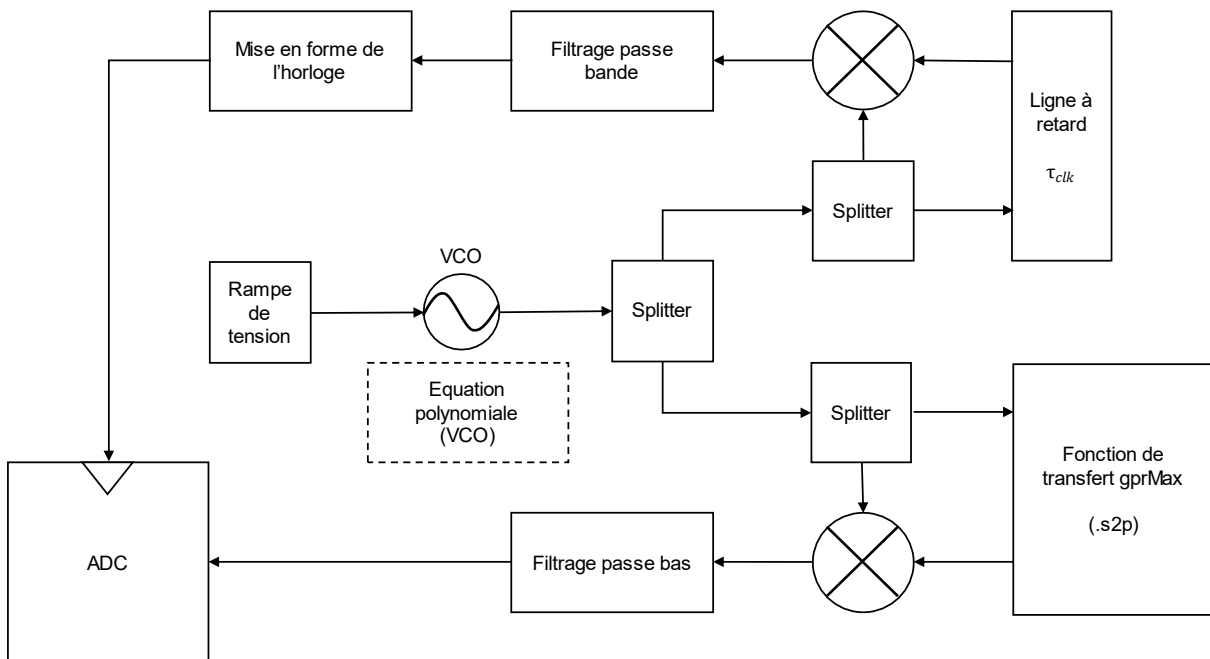 Mise en forme de
l'horloge
Filtrage passe
bande
Ligne à
retard
τclk
Splitter
VCO
Rampe
de
tension
Splitter
Equation
polynomiale
(VCO)
Splitter
Fonction de
transfert gprMax
(.s2p)
ADC
Filtrage passe bas